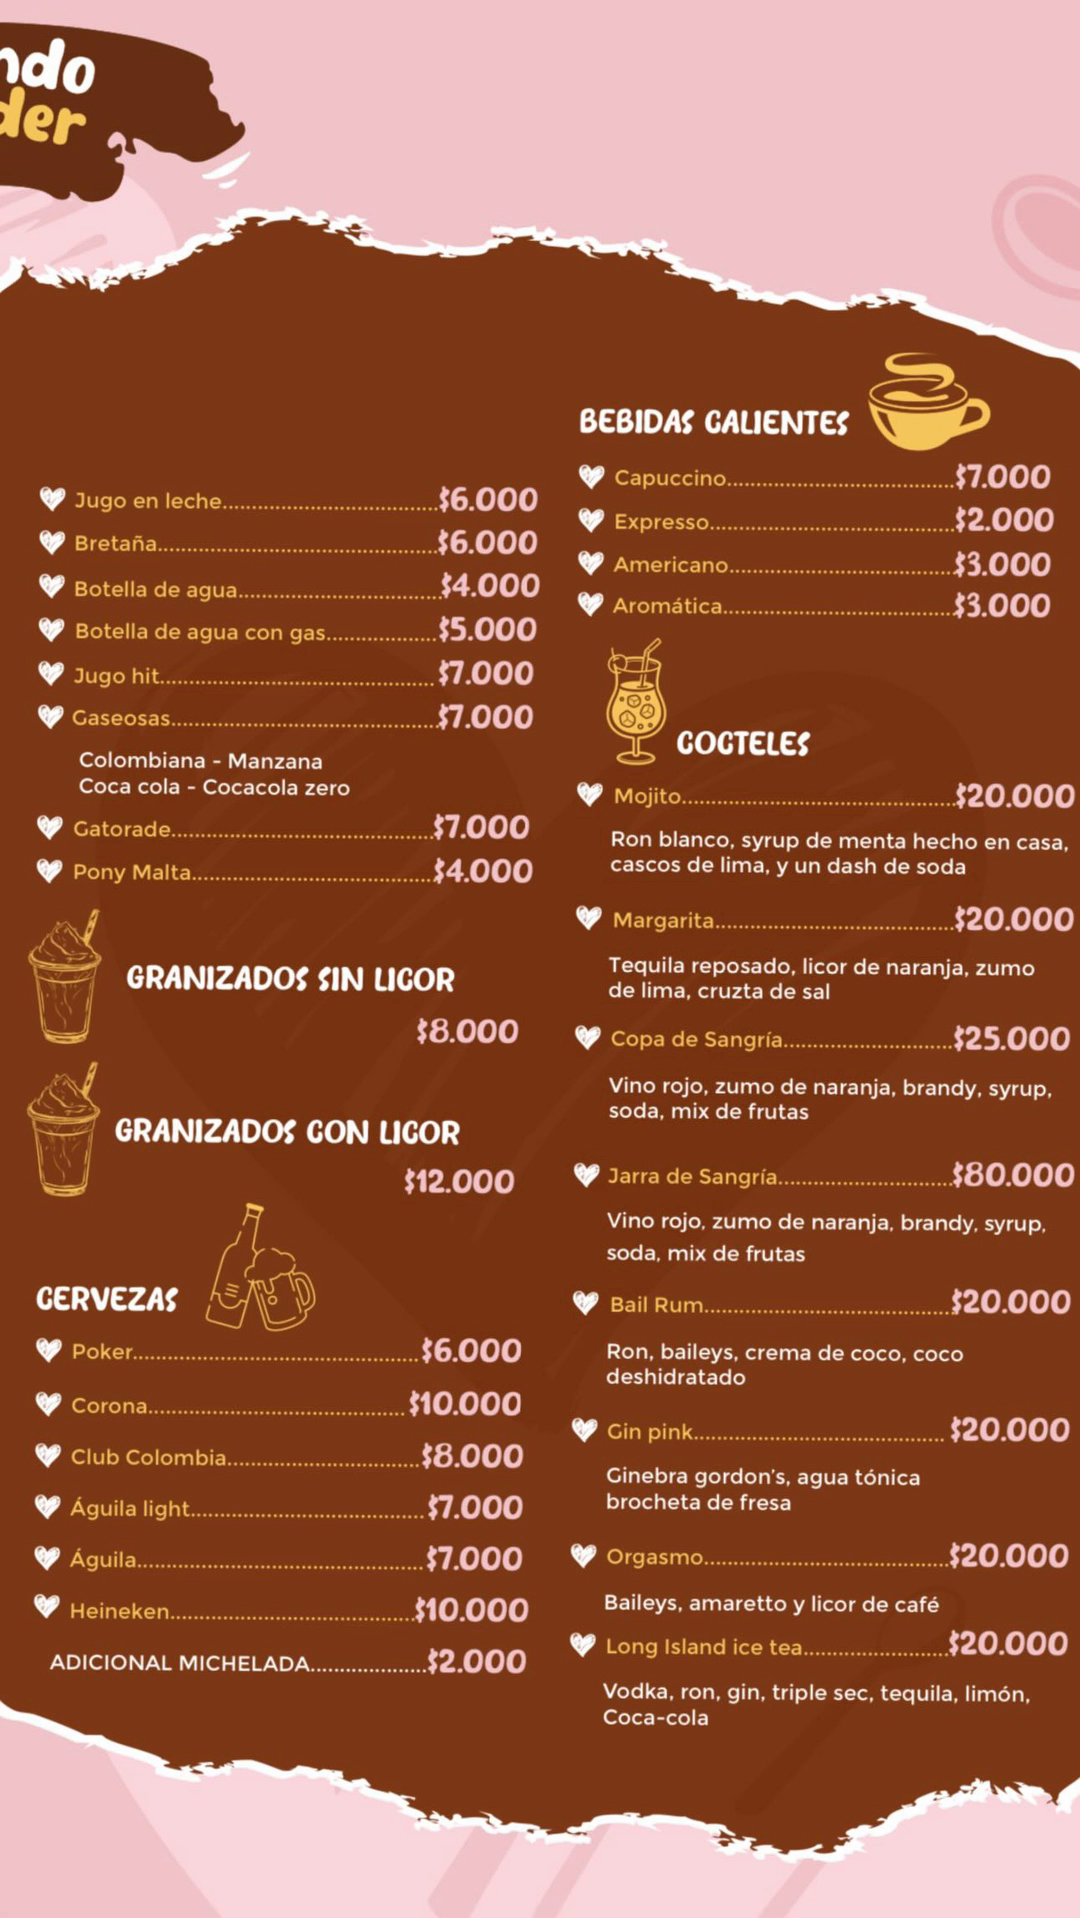 ndo
der
Jugo en leche......$6.000
Bretaña......$6.000
Botella de agua......$4.000
Botella de agua con gas......$5.000
Jugo hit......$7.000
Gaseosas......$7.000
Colombiana - Manzana
Coca cola - Cocacola zero
Gatorade......$7.000
Pony Malta......$4.000
GRANIZADOS SIN LICOR
$8.000
GRANIZADOS CON LICOR
$12.000
CERVEZAS
Poker......$6.000
Corona......$10.000
Club Colombia......$8.000
Águila light......$7.000
Águila......$7.000
Heineken......$10.000
ADICIONAL MICHELADA......$2.000
BEBIDAS CALIENTES
Capuccino......$7.000
Expresso......$2.000
Americano......$3.000
Aromática......$3.000
COCTELES
Mojito......$20.000
Ron blanco, syrup de menta hecho en casa,
cascos de lima, y un dash de soda
Margarita......$20.000
Tequila reposado, licor de naranja, zumo
de lima, cruzta de sal
Copa de Sangría......$25.000
Vino rojo, zumo de naranja, brandy, syrup,
soda, mix de frutas
Jarra de Sangría......$80.000
Vino rojo, zumo de naranja, brandy, syrup,
soda, mix de frutas
Bail Rum......$20.000
Ron, baileys, crema de coco, coco
deshidratado
Gin pink......$20.000
Ginebra gordon's, agua tónica
brocheta de fresa
Orgasmo......$20.000
Baileys, amaretto y licor de café
Long Island ice tea......$20.000
Vodka, ron, gin, triple sec, tequila, limón,
Coca-cola